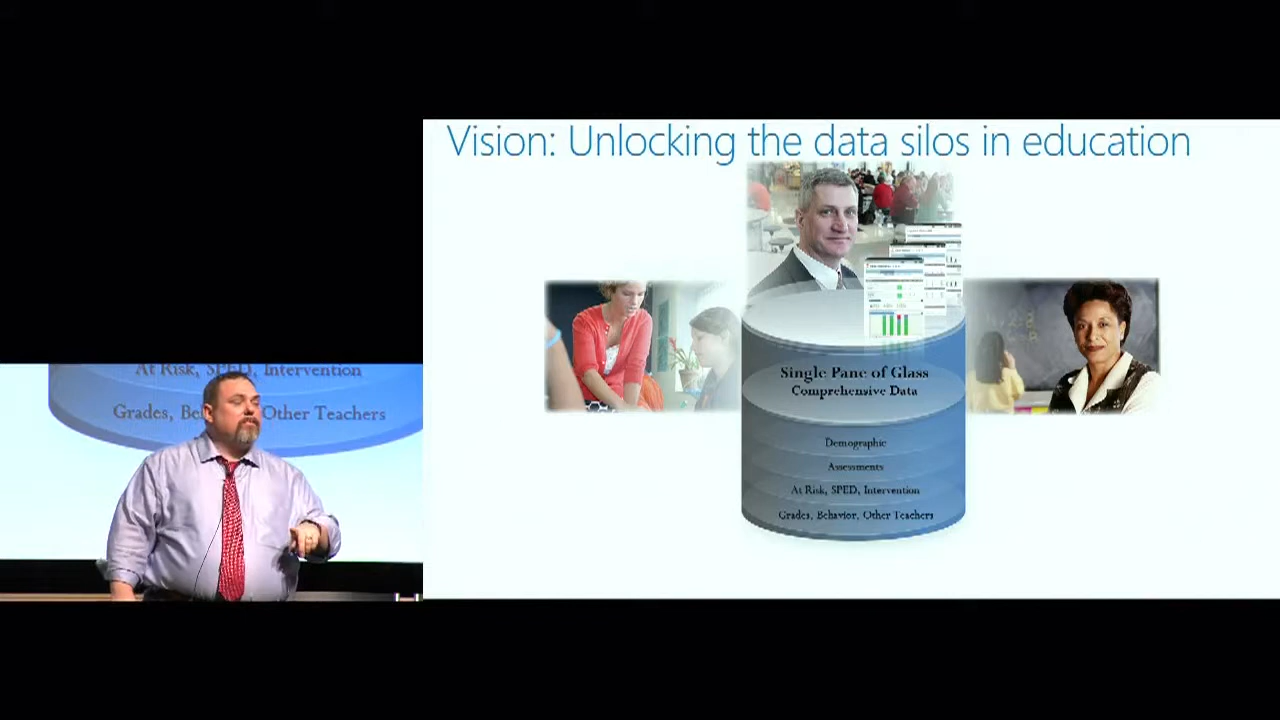 Vision: Unlocking the data silos in education
Single Pane of Glass
Comprehensive Data
Demographic
Assessments
At Risk, SPED, Intervention
Grades, Behavior, Other Teachers
At Risk, SPED, Intervention
Grades, Be Other Teachers